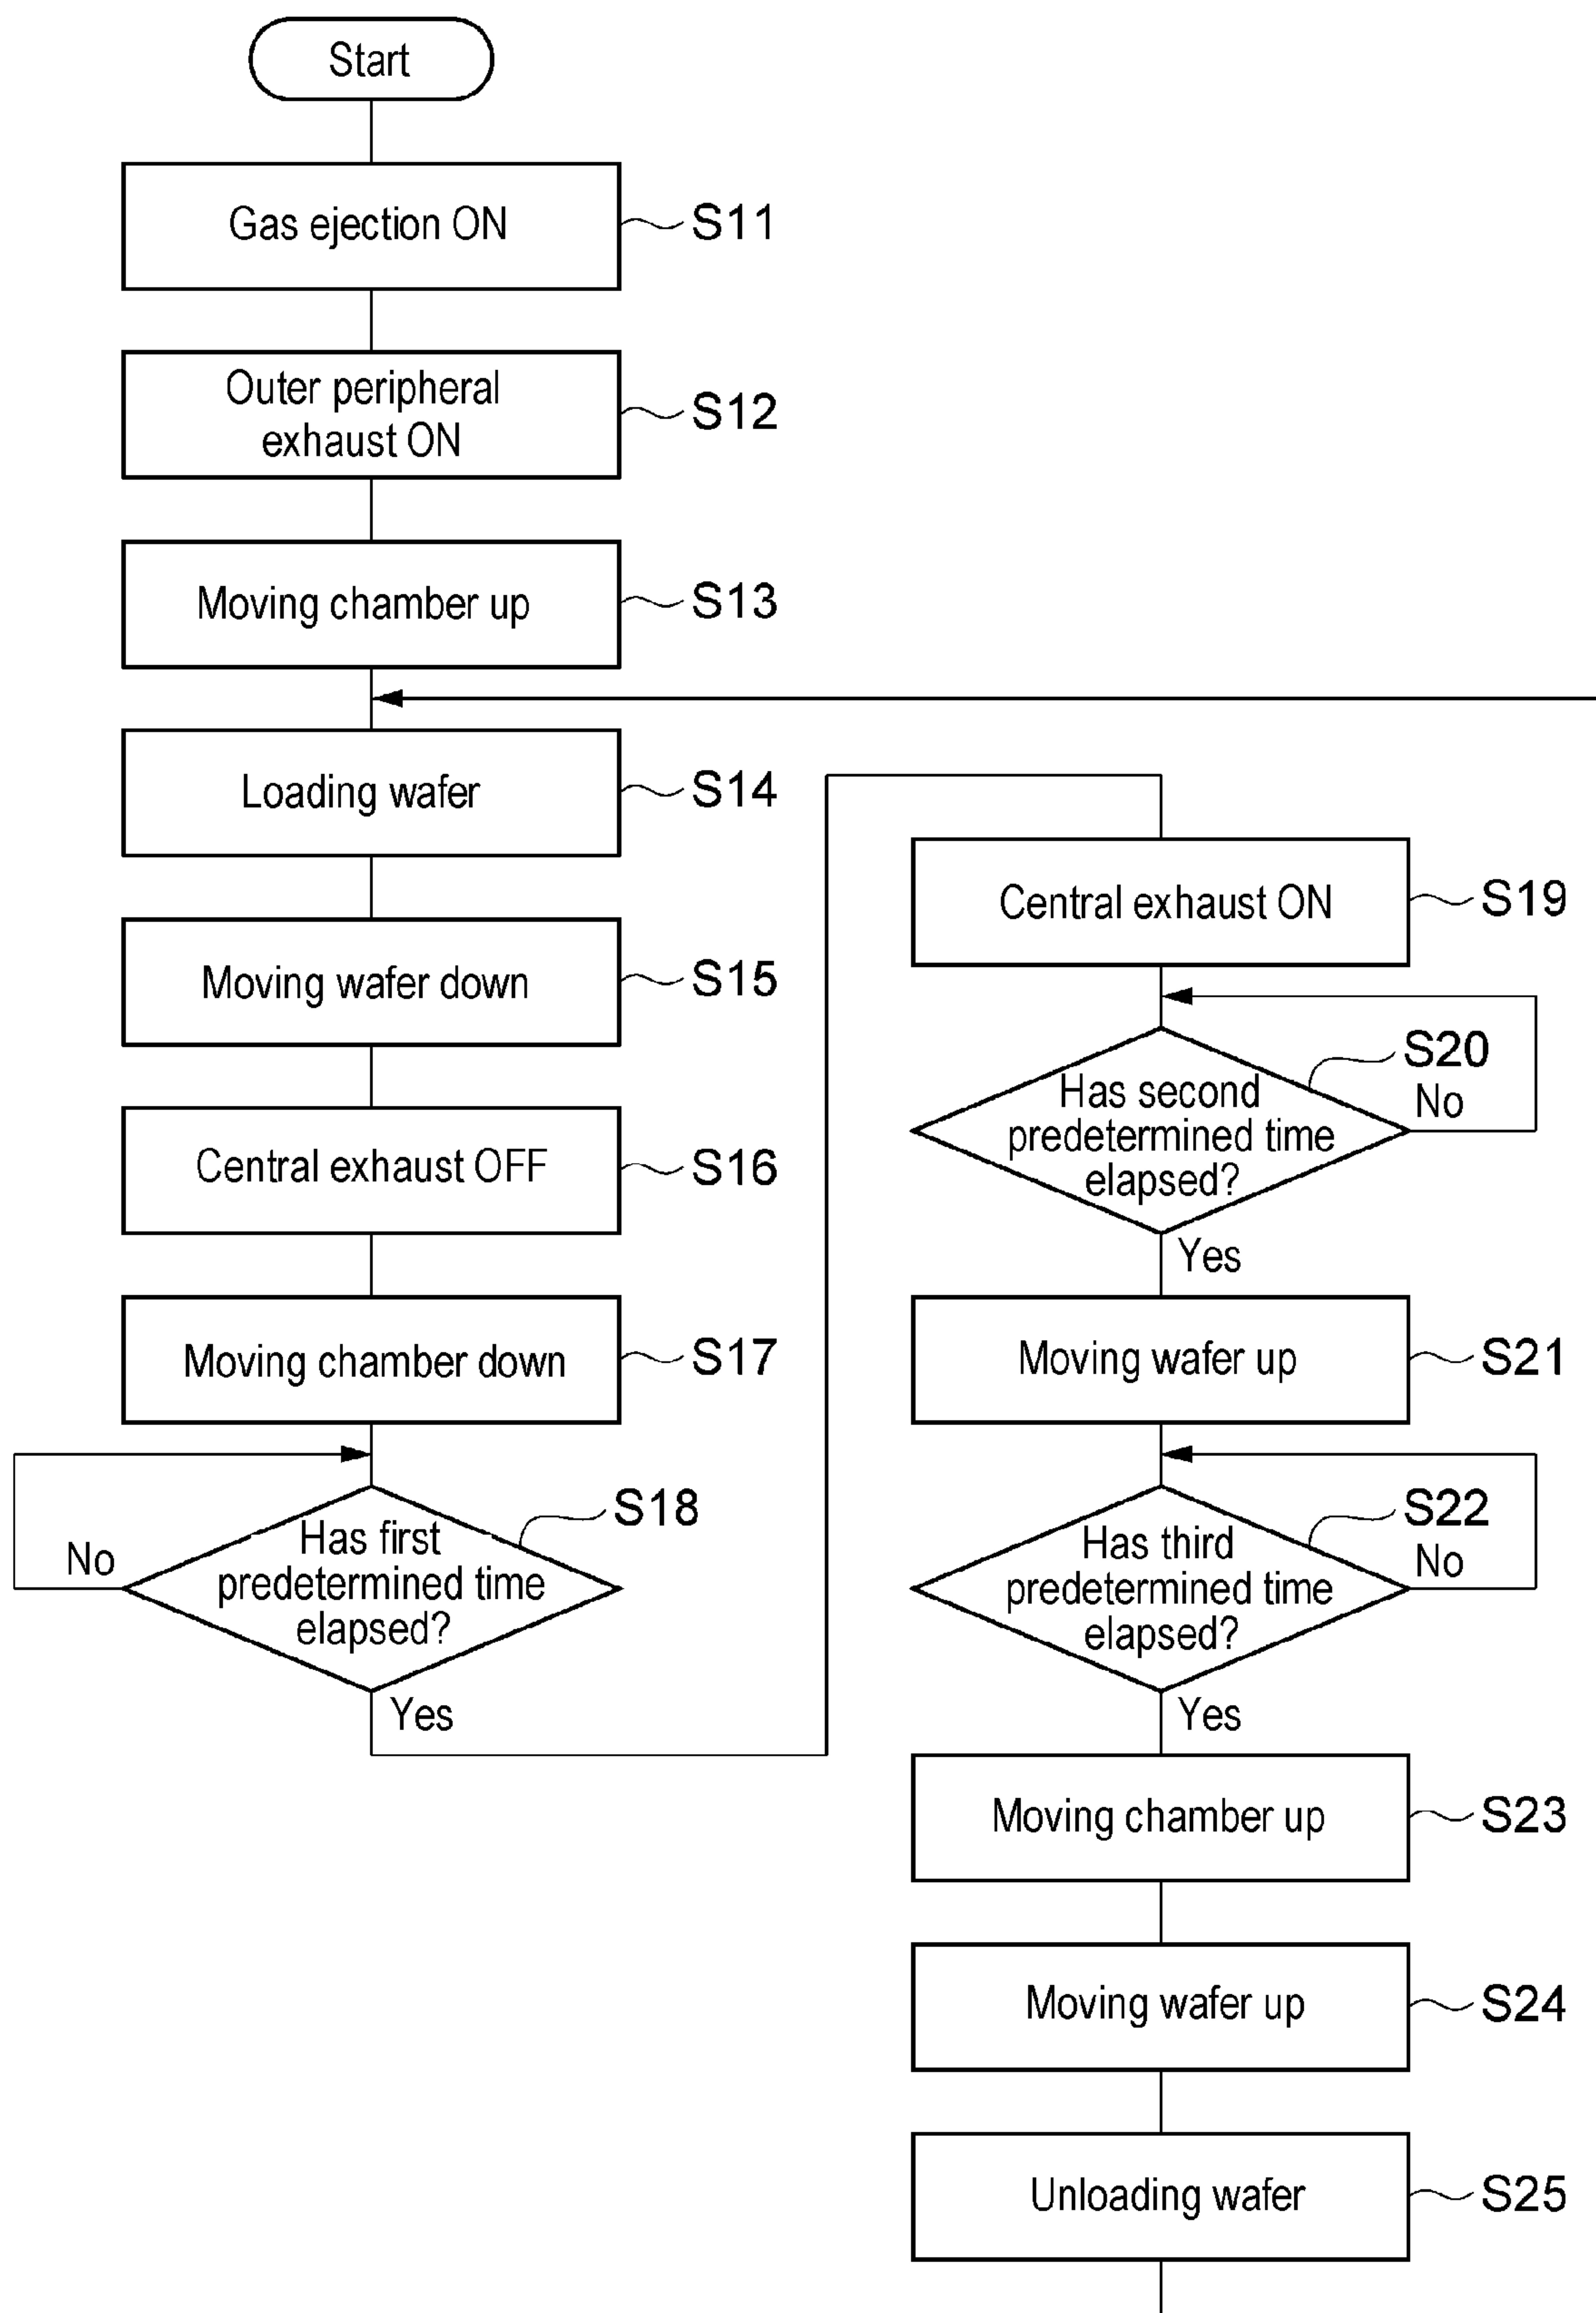 Start
Gas ejection ON
S11
Outer peripheral
exhaust ON
S12
Moving chamber up
S13
Loading wafer
S14
Moving wafer down
S15
Central exhaust OFF
S16
Moving chamber down
S17
S18
Has first
predetermined time
elapsed?
No
Yes
Central exhaust ON
S19
S20
Has second
predetermined time
elapsed?
No
Yes
Moving wafer up
S21
S22
Has third
predetermined time
elapsed?
No
Yes
Moving chamber up
S23
Moving wafer up
S24
Unloading wafer
S25